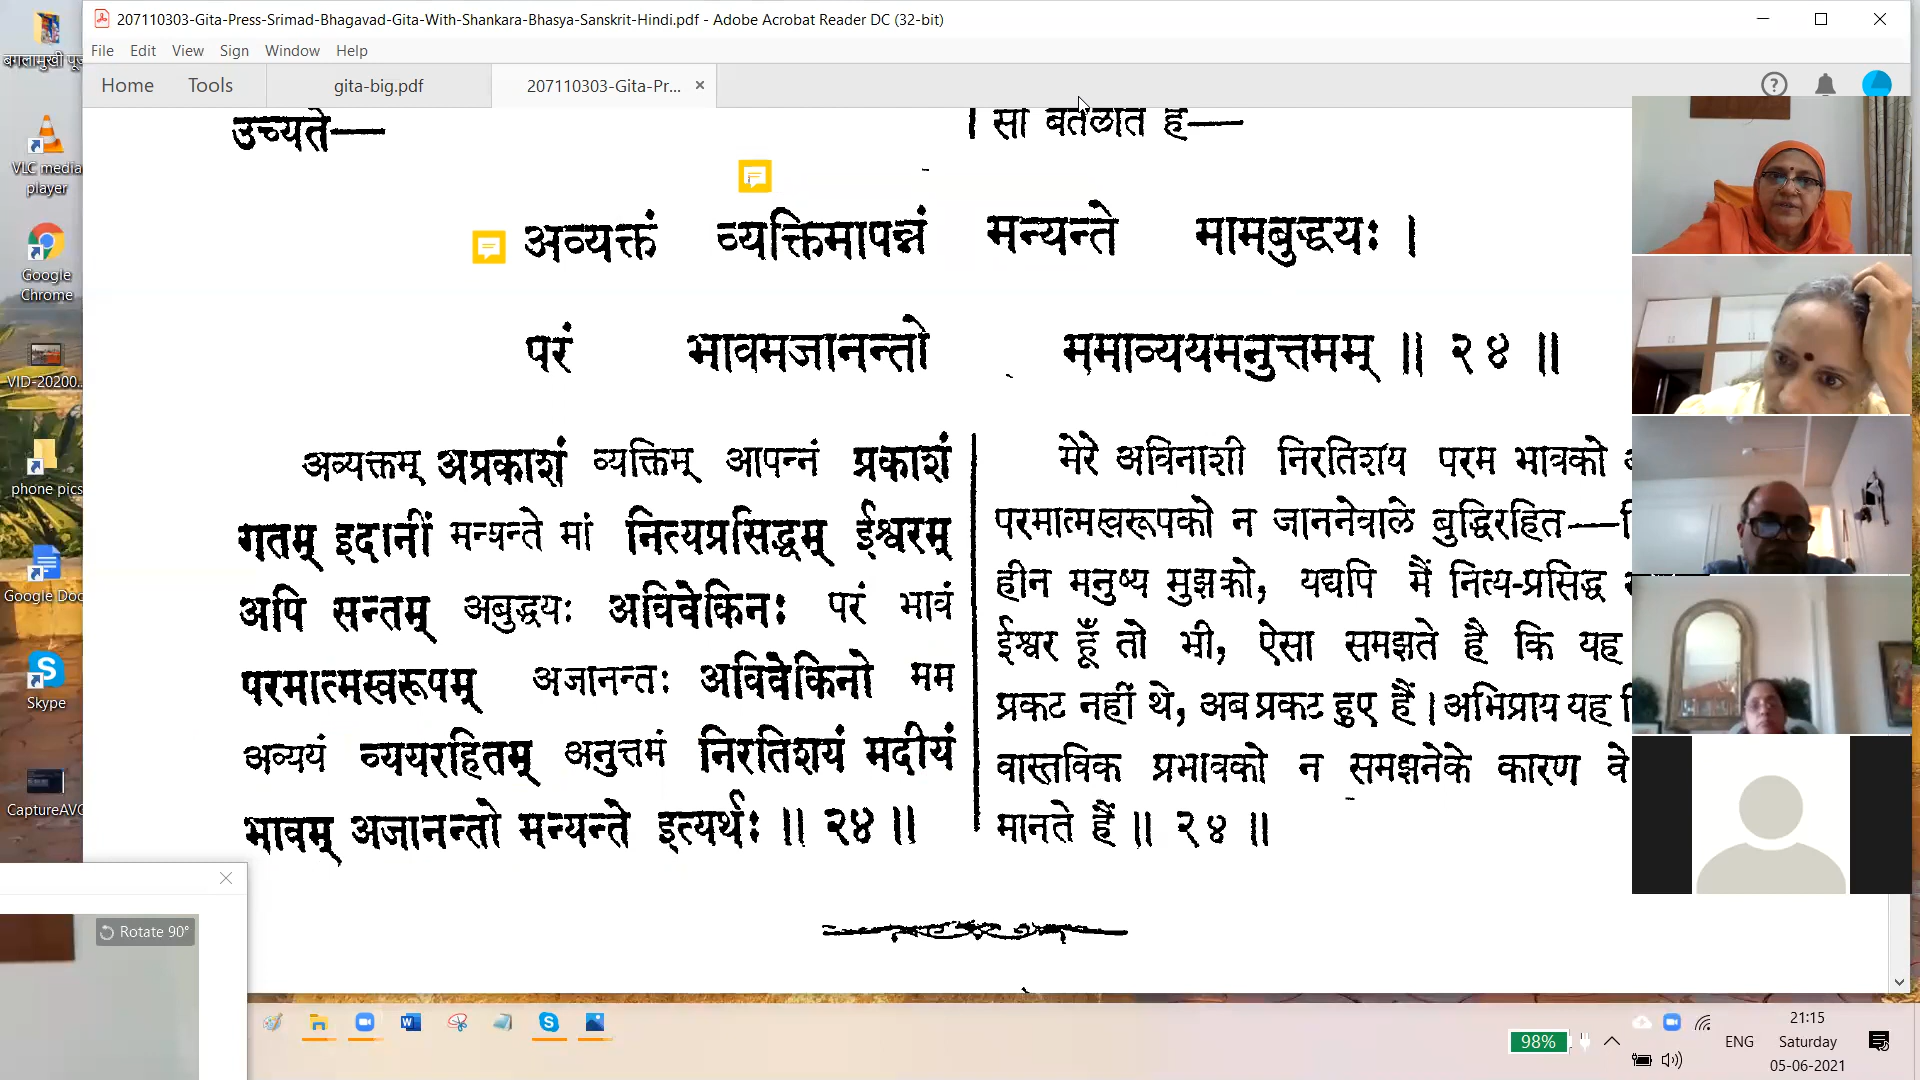 207110303-Gita-Press-Srimad-Bhagavad-Gita-With-Shankara-Bhasya-Sanskrit-Hindi.pdf - Adobe Acrobat Reader DC (32-bit)
File Edit View Sign Window Help
Home Tools gita-big.pdf 207110303-Gita-Pr... ×
उच्यते—
। सो बतलाते हैं—
अव्यक्तं व्यक्तिमापन्नं मन्यन्ते मामबुद्धयः ।
परं भावमजानन्तो ममाव्ययमनुत्तमम् ॥ २४ ॥
अव्यक्तम् अप्रकाशं व्यक्तिम् आपन्नं प्रकाशं
गतम् इदानीं मन्यन्ते मां नित्यप्रसिद्धम् ईश्वरम्
अपि सन्तम् अबुद्धयः अविवेकिनः परं भावं
परमात्मस्वरूपम् अजानन्तः अविवेकिनो मम
अव्ययं व्ययरहितम् अनुत्तमं निरतिशयं मदीयं
भावम् अजानन्तो मन्यन्ते इत्यर्थः ॥ २४ ॥
मेरे अविनाशी निरतिशय परम भावको
परमात्मस्वरूपको न जाननेवाले बुद्धिरहित—
हीन मनुष्य मुझको, यद्यपि मैं नित्य-प्रसिद्ध
ईश्वर हूँ तो भी, ऐसा समझते है कि यह
प्रकट नहीं थे, अब प्रकट हुए हैं । अभिप्राय यह
वास्तविक प्रभावको न समझनेके कारण वे
मानते हैं ॥ २४ ॥
VLC media
player
Google
Chrome
VID-20200...
phone pics
Google Doc
Skype
CaptureAVC
Rotate 90°
98%
ENG
21:15
Saturday
05-06-2021